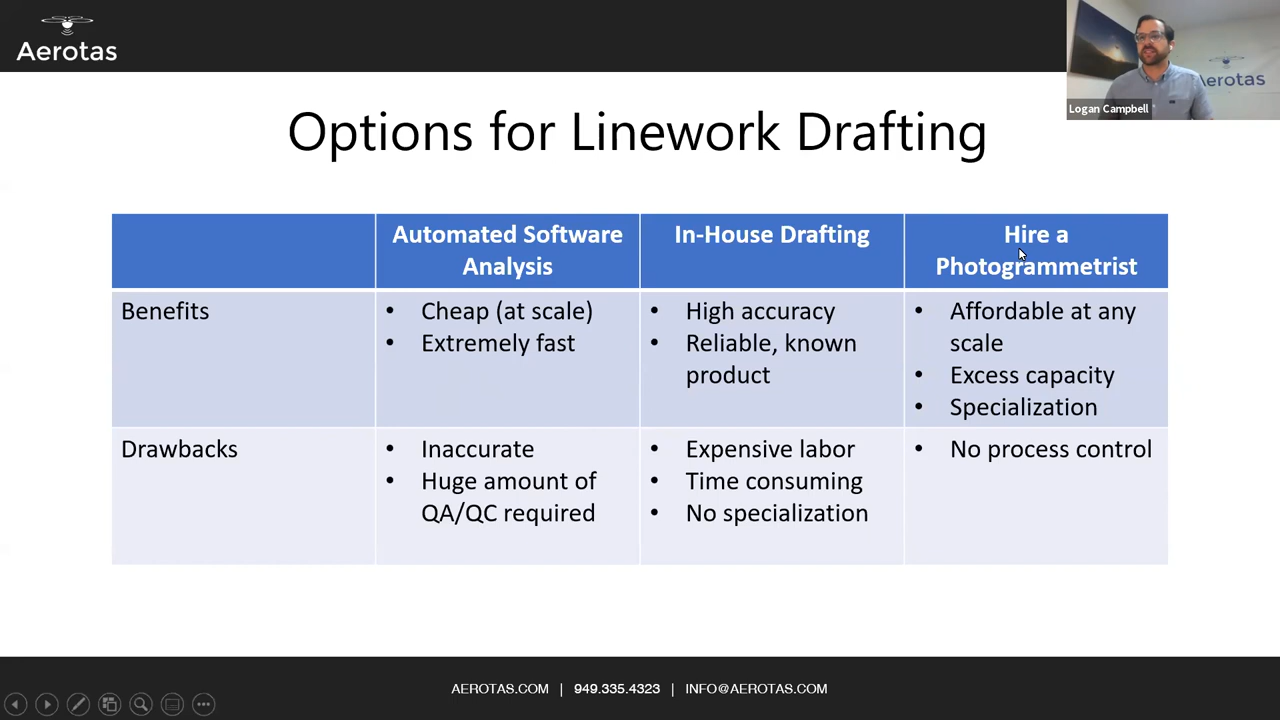 Aerotas
Aerotas
Logan Campbell
Options for Linework Drafting
Automated Software
Analysis
In-House Drafting
Hire a
Photogrammetrist
Benefits
• Cheap (at scale)
• Extremely fast
• High accuracy
• Reliable, known
product
• Affordable at any
scale
• Excess capacity
• Specialization
Drawbacks
• Inaccurate
• Huge amount of
QA/QC required
• Expensive labor
• Time consuming
• No specialization
• No process control
AEROTAS.COM | 949.335.4323 | INFO@AEROTAS.COM